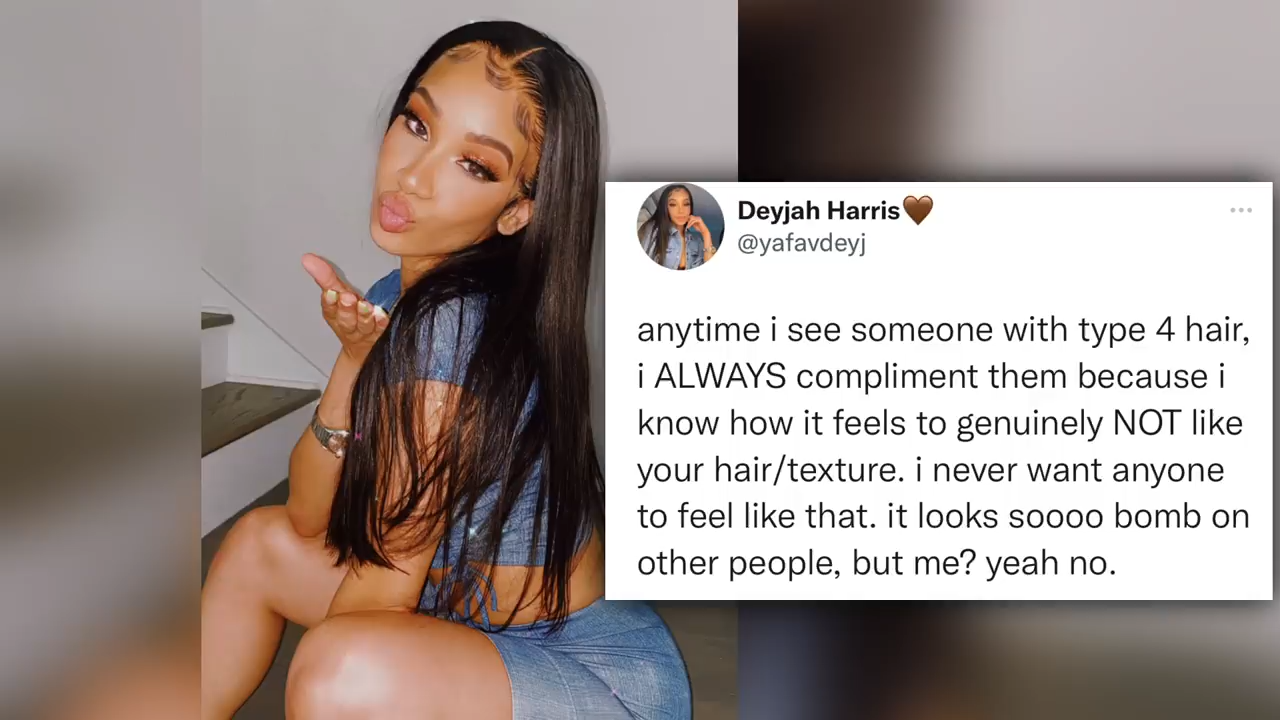 Deyjah Harris🤎
@yafavdeyj
anytime i see someone with type 4 hair,
i ALWAYS compliment them because i
know how it feels to genuinely NOT like
your hair/texture. i never want anyone
to feel like that. it looks soooo bomb on
other people, but me? yeah no.